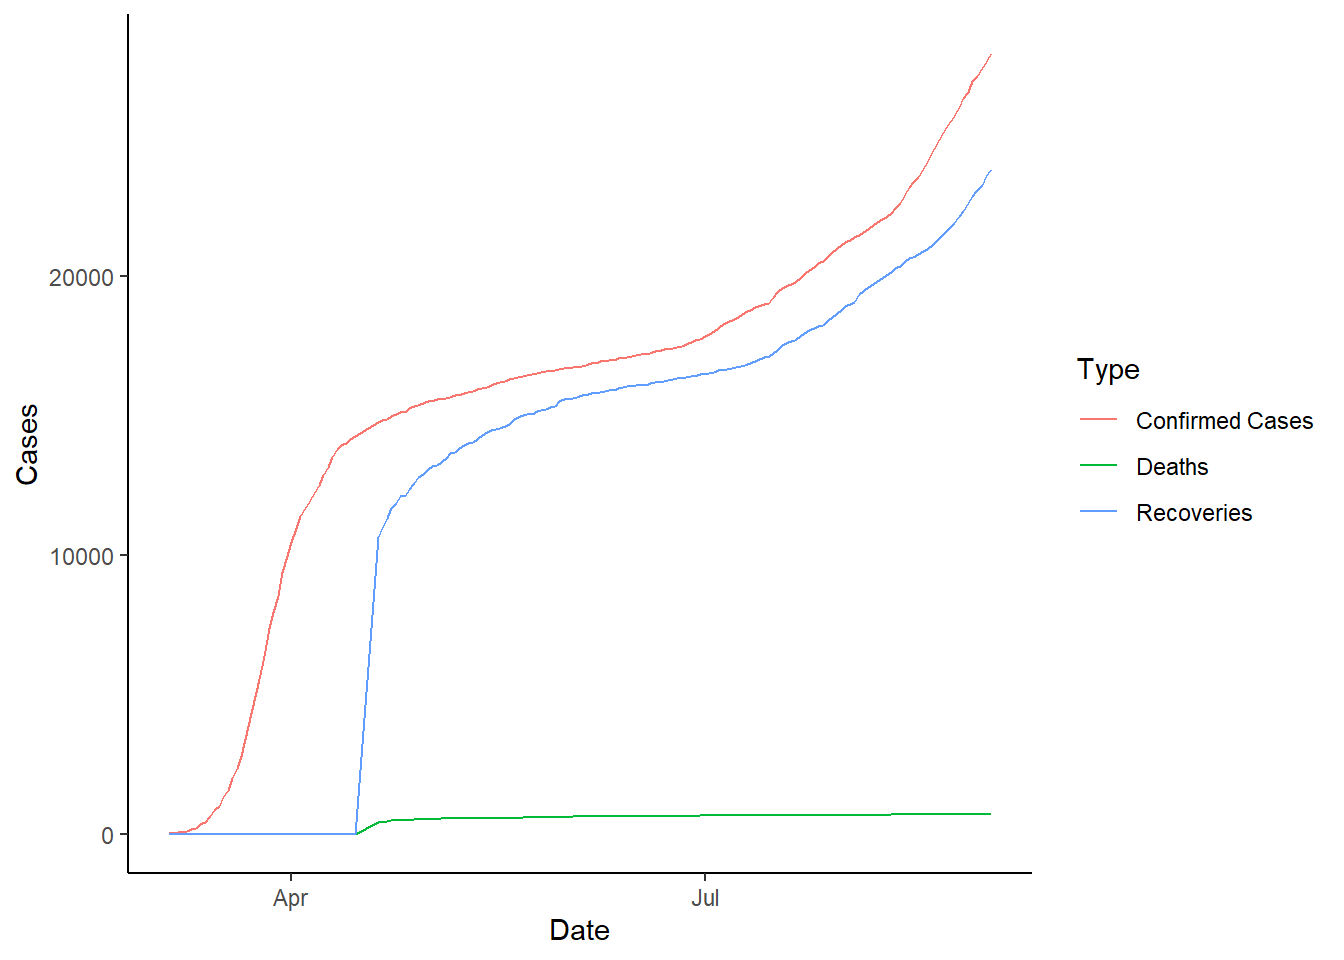 Cases
20000
10000
0
Apr
Jul
Date
Type
Confirmed Cases
Deaths
Recoveries